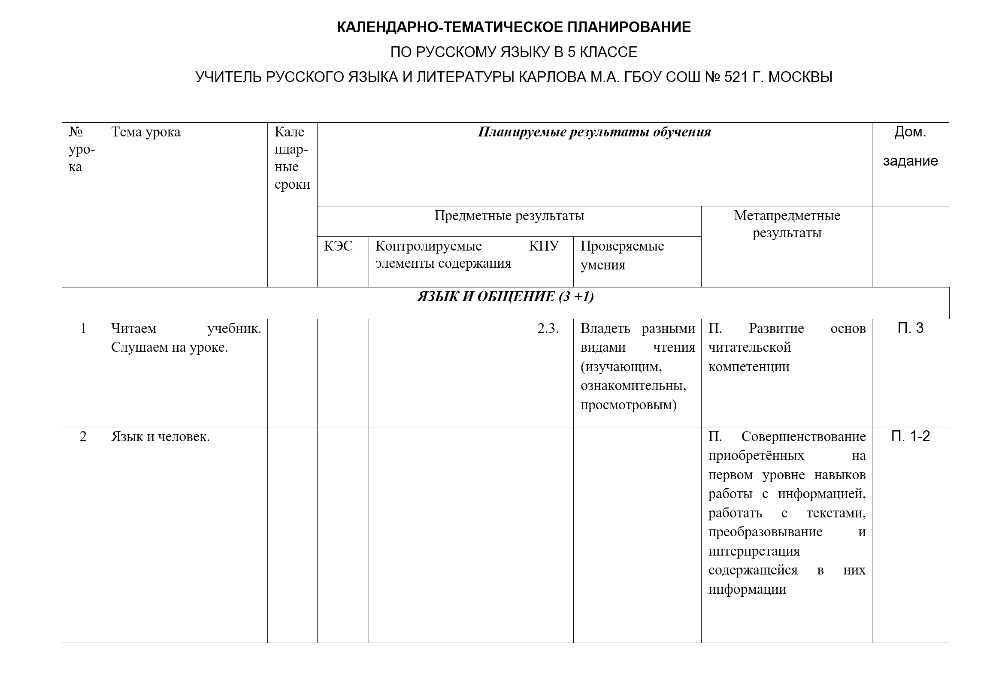 КАЛЕНДАРНО-ТЕМАТИЧЕСКОЕ ПЛАНИРОВАНИЕ
ПО РУССКОМУ ЯЗЫКУ В 5 КЛАССЕ
УЧИТЕЛЬ РУССКОГО ЯЗЫКА И ЛИТЕРАТУРЫ КАРЛОВА М.А. ГБОУ СОШ № 521 Г. МОСКВЫ
№
уро-
ка
Тема урока
Кале
ндар-
ные
сроки
Планируемые результаты обучения
Дом.
задание
Предметные результаты
Метапредметные
результаты
КЭС
Контролируемые
элементы содержания
КПУ
Проверяемые
умения
ЯЗЫК И ОБЩЕНИЕ (3 +1)
1
Читаем учебник.
Слушаем на уроке.
2.3.
Владеть разными
видами чтения
(изучающим,
ознакомительны,
просмотровым)
П. Развитие основ
читательской
компетенции
П. 3
2
Язык и человек.
П. Совершенствование
приобретённых на
первом уровне навыков
работы с информацией,
работать с текстами,
преобразовывание и
интерпретация
содержащейся в них
информации
П. 1-2